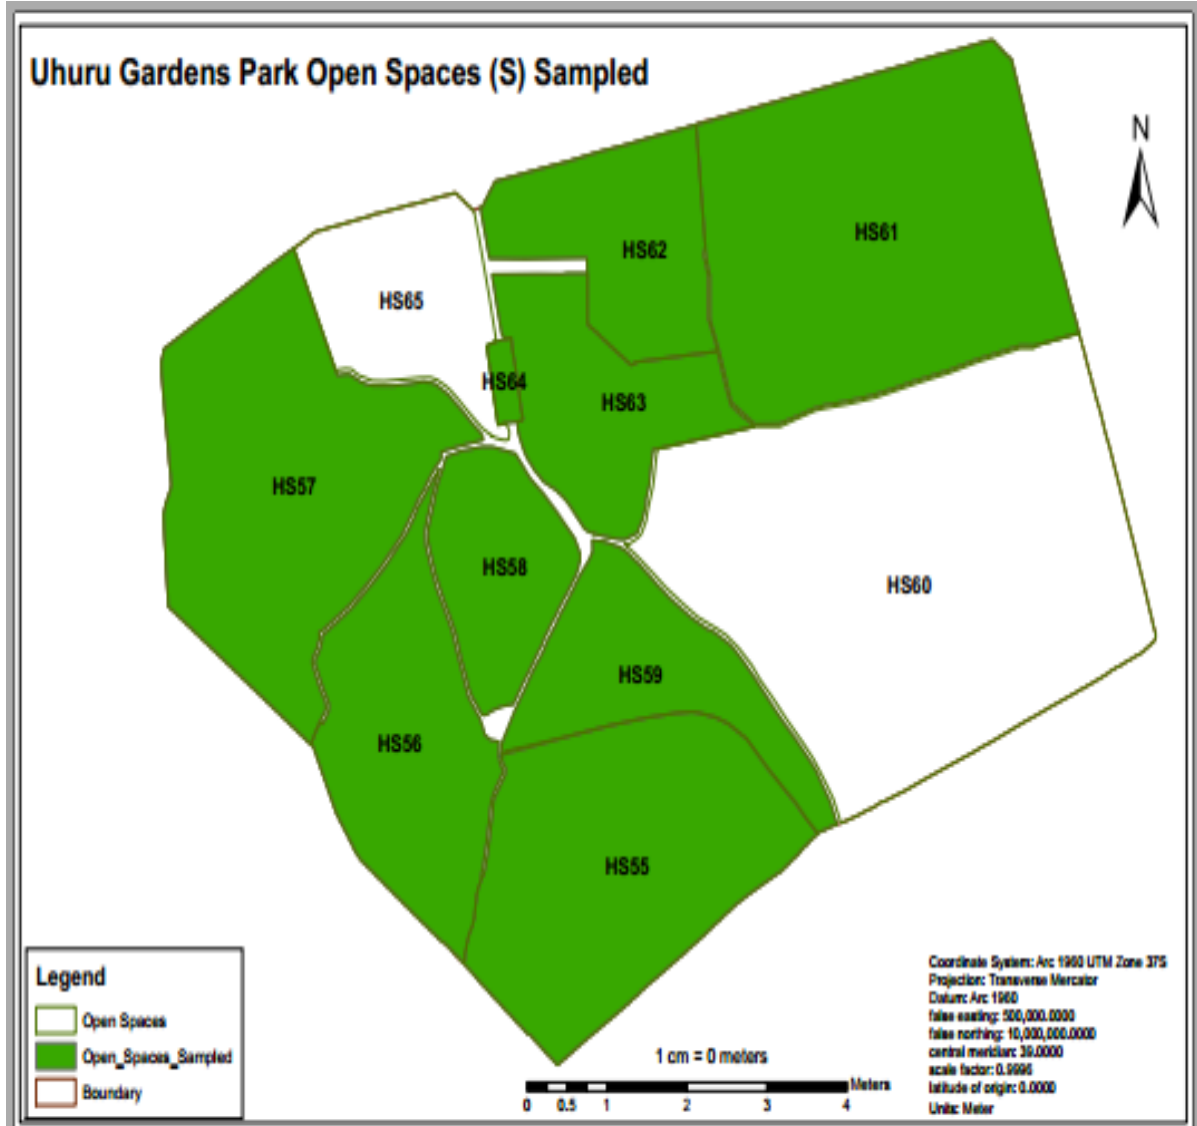 Uhuru Gardens Park Open Spaces (S) Sampled
N
HS61
HS62
HS65
HS64
HS63
HS57
HS58
HS60
HS59
HS56
HS55
Legend
Open Spaces
Open_Spaces_Sampled
Boundary
1 cm = 0 meters
Meters
0 0.5 1 2 3 4
Coordinate System: Arc 1960 UTM Zone 37S
Projection: Transverse Mercator
Datum: Arc 1960
false easting: 500,000.0000
false northing: 10,000,000.0000
central meridian: 39.0000
scale factor: 0.9996
latitude of origin: 0.0000
Units: Meter